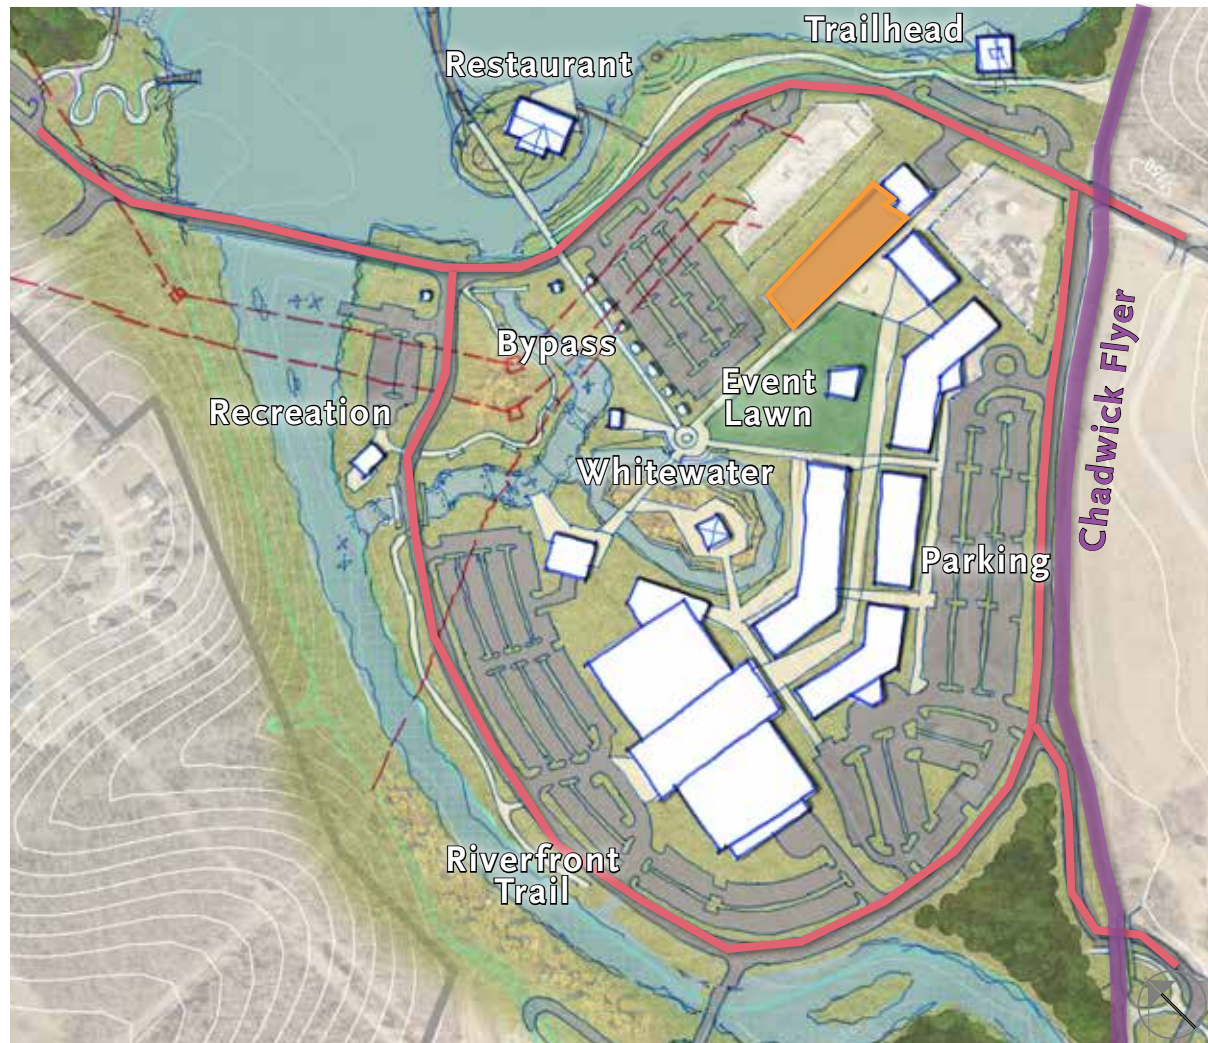 Trailhead
Restaurant
Bypass
Event
Lawn
Recreation
Whitewater
Chadwick Flyer
Parking
Riverfront
Trail